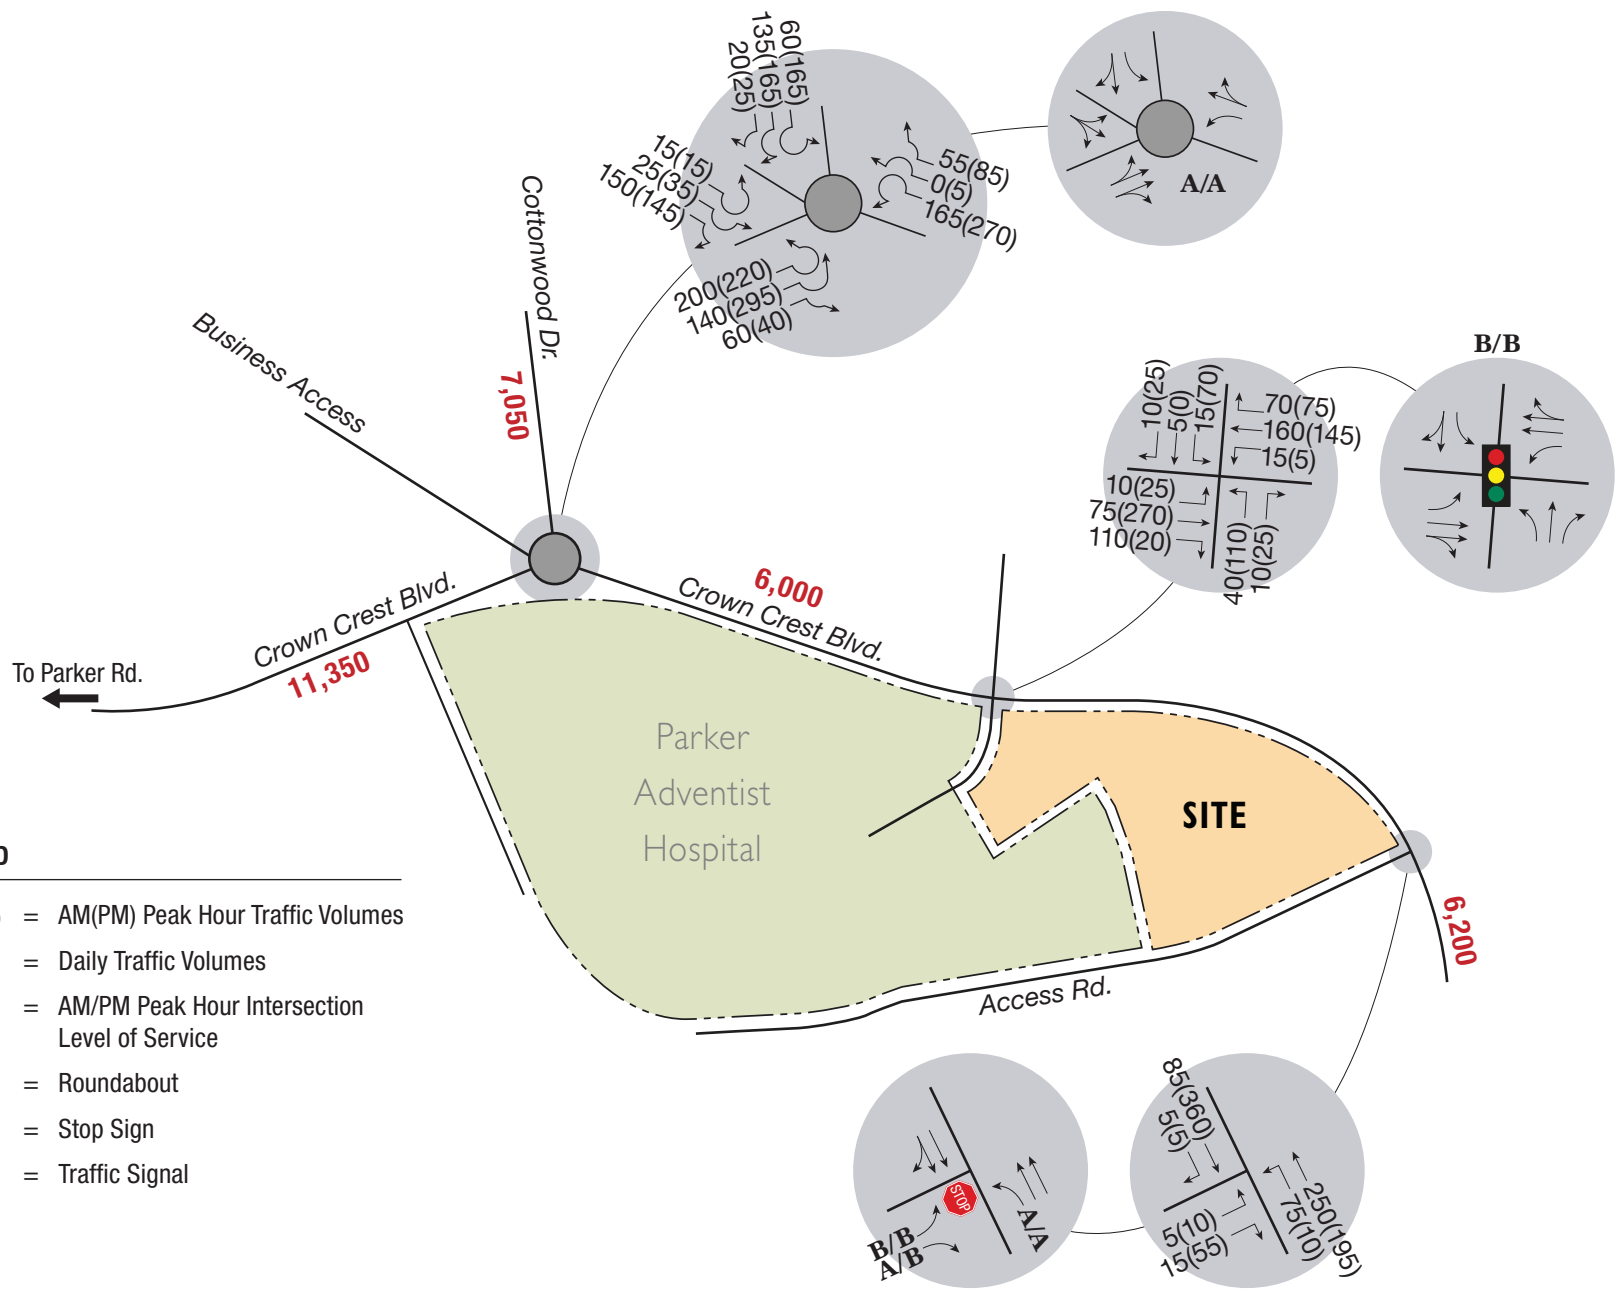 60(165)
135(165)
20(25)
15(15)
25(35)
150(145)
55(85)
0(5)
165(270)
200(220)
140(295)
60(40)
A/A
Cottonwood Dr.
7,050
Business Access
B/B
10(25)
5(0)
15(70)
70(75)
160(145)
15(5)
10(25)
75(270)
110(20)
40(110)
10(25)
Crown Crest Blvd.
11,350
6,000
Crown Crest Blvd.
To Parker Rd.
Parker
Adventist
Hospital
SITE
6,200
Access Rd.
= AM(PM) Peak Hour Traffic Volumes
= Daily Traffic Volumes
= AM/PM Peak Hour Intersection
Level of Service
= Roundabout
= Stop Sign
= Traffic Signal
STOP
A/A
B/B
A/B
85(360)
5(5)
5(10)
15(55)
250(195)
75(10)